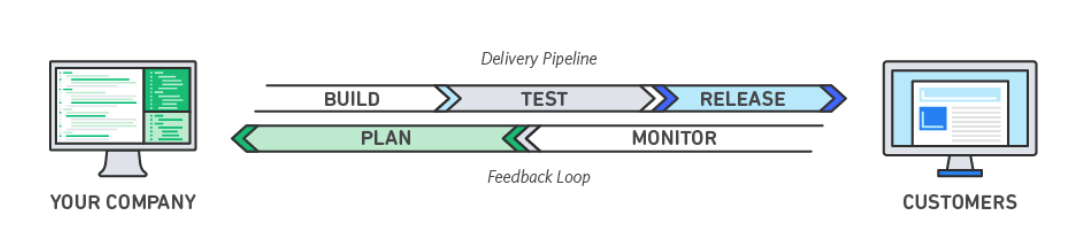 Delivery Pipeline
BUILD TEST RELEASE
PLAN MONITOR
Feedback Loop
YOUR COMPANY CUSTOMERS